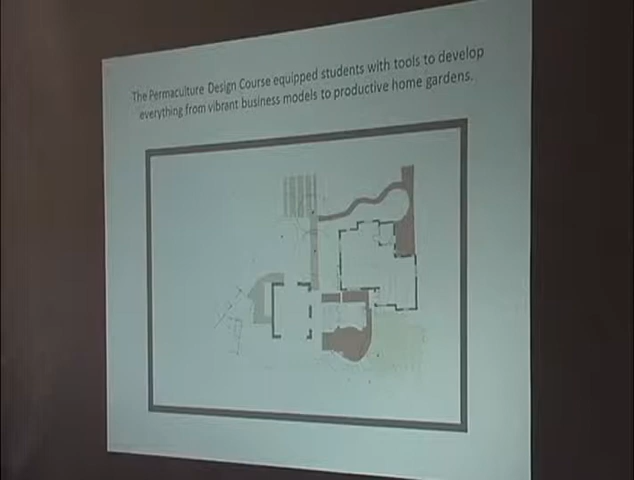 The Permaculture Design Course equipped students with tools to develop
everything from vibrant business models to productive home gardens.